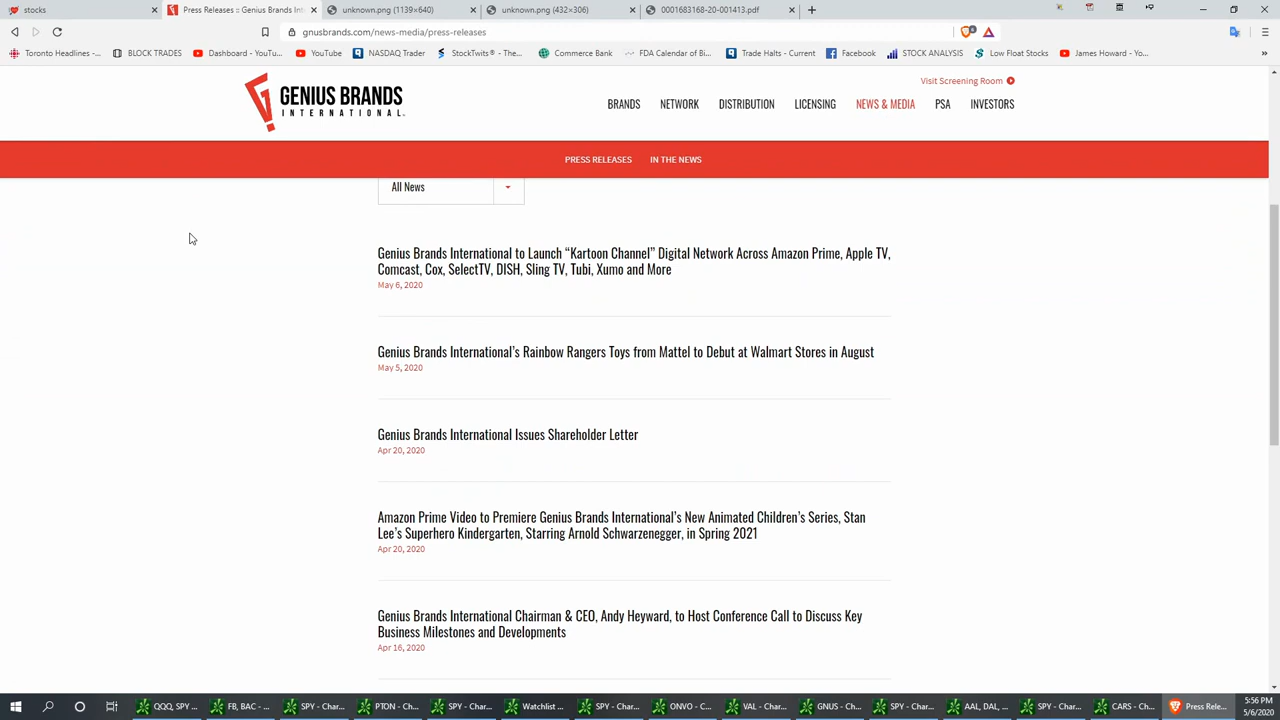 stocks
Press Releases :: Genius Brands Int
unknown.png (1139×640)
unknown.png (432×306)
0001683168-20-001413.pdf
gnusbrands.com/news-media/press-releases
6
Toronto Headlines -...
BLOCK TRADES
Dashboard - YouTu...
YouTube
NASDAQ Trader
StockTwits® - The...
Commerce Bank
FDA Calendar of Bi...
Trade Halts - Current
Facebook
STOCK ANALYSIS
Low Float Stocks
James Howard - Yo...
Visit Screening Room
GENIUS BRANDS
INTERNATIONAL
BRANDS
NETWORK
DISTRIBUTION
LICENSING
NEWS & MEDIA
PSA
INVESTORS
PRESS RELEASES
IN THE NEWS
All News
Genius Brands International to Launch “Kartoon Channel” Digital Network Across Amazon Prime, Apple TV,
Comcast, Cox, SelectTV, DISH, Sling TV, Tubi, Xumo and More
May 6, 2020
Genius Brands International’s Rainbow Rangers Toys from Mattel to Debut at Walmart Stores in August
May 5, 2020
Genius Brands International Issues Shareholder Letter
Apr 20, 2020
Amazon Prime Video to Premiere Genius Brands International’s New Animated Children’s Series, Stan
Lee’s Superhero Kindergarten, Starring Arnold Schwarzenegger, in Spring 2021
Apr 20, 2020
Genius Brands International Chairman & CEO, Andy Heyward, to Host Conference Call to Discuss Key
Business Milestones and Developments
Apr 16, 2020
QQQ, SPY ...
FB, BAC - ...
SPY - Char...
PTON - Ch...
Watchlist ...
SPY - Char...
ONVO - C...
VAL - Char...
GNUS - Ch...
SPY - Char...
AAL, DAL, ...
SPY - Char...
CARS - Ch...
Press Rele...
5:56 PM
5/6/2020